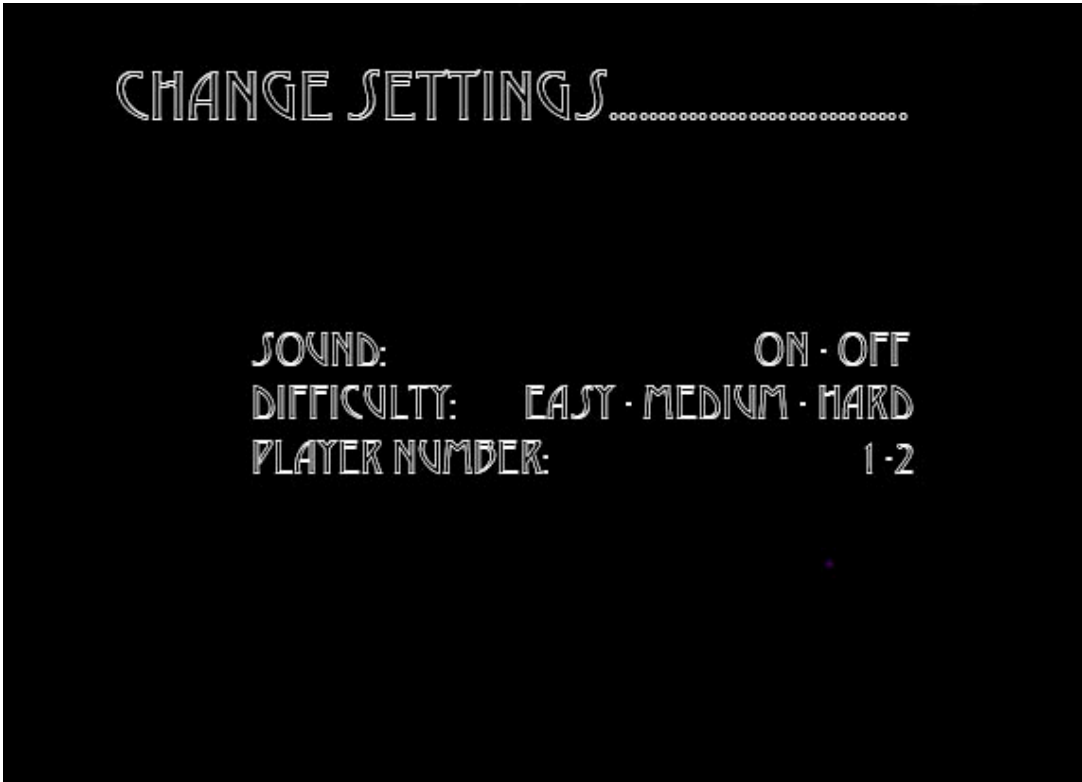 CHANGE SETTINGS..............................
SOUND: ON - OFF
DIFFICULTY: EASY - MEDIUM - HARD
PLAYER NUMBER: 1 -2